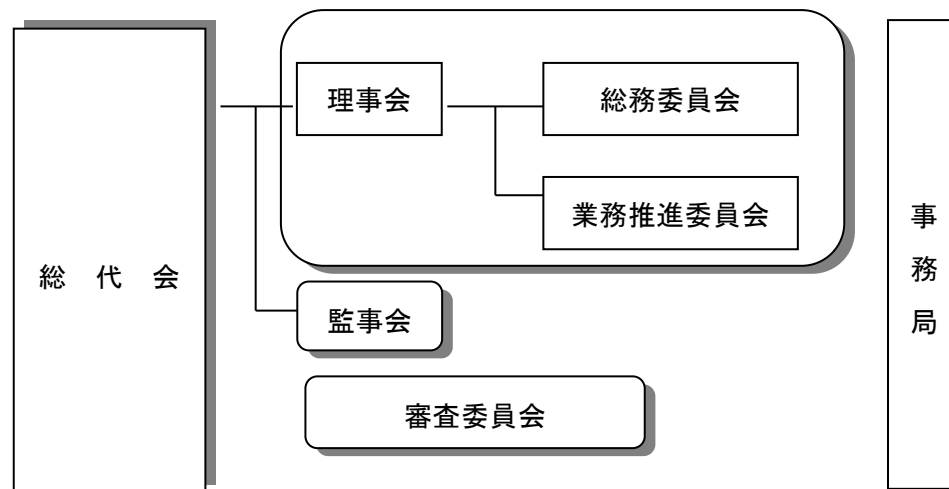 総　代　会
理事会
総務委員会
業務推進委員会
監事会
審査委員会
事
務
局